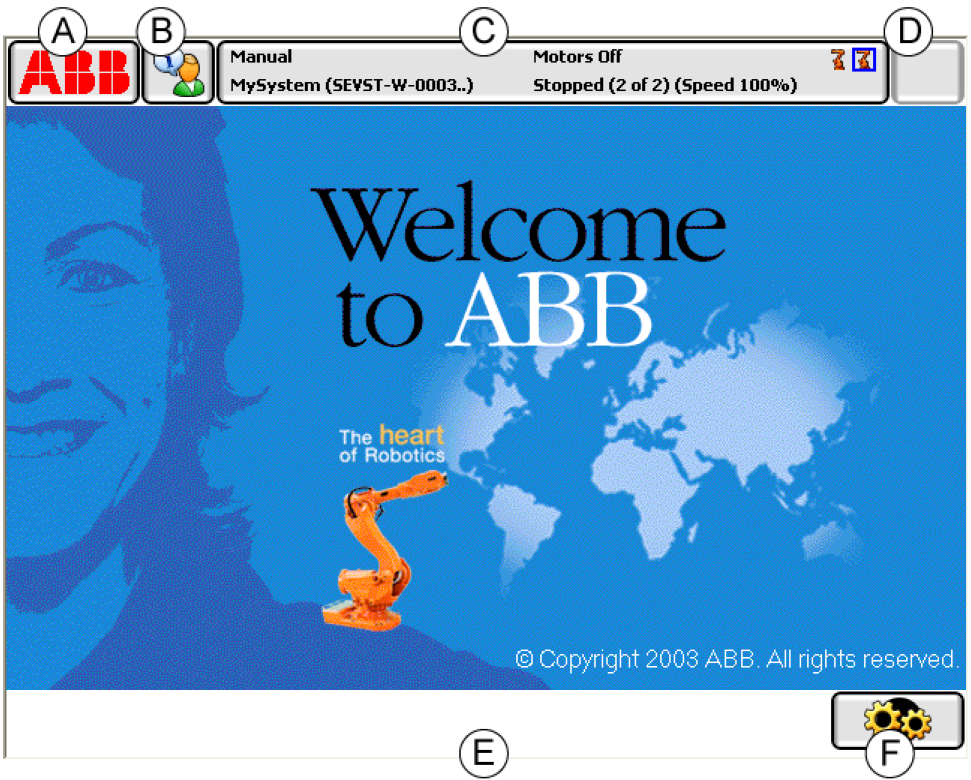 A
B
C
D
ABB
Manual
Motors Off
MySystem (SEVST-W-0003..)
Stopped (2 of 2) (Speed 100%)
Welcome
to ABB
The heart
of Robotics
© Copyright 2003 ABB. All rights reserved.
E
F